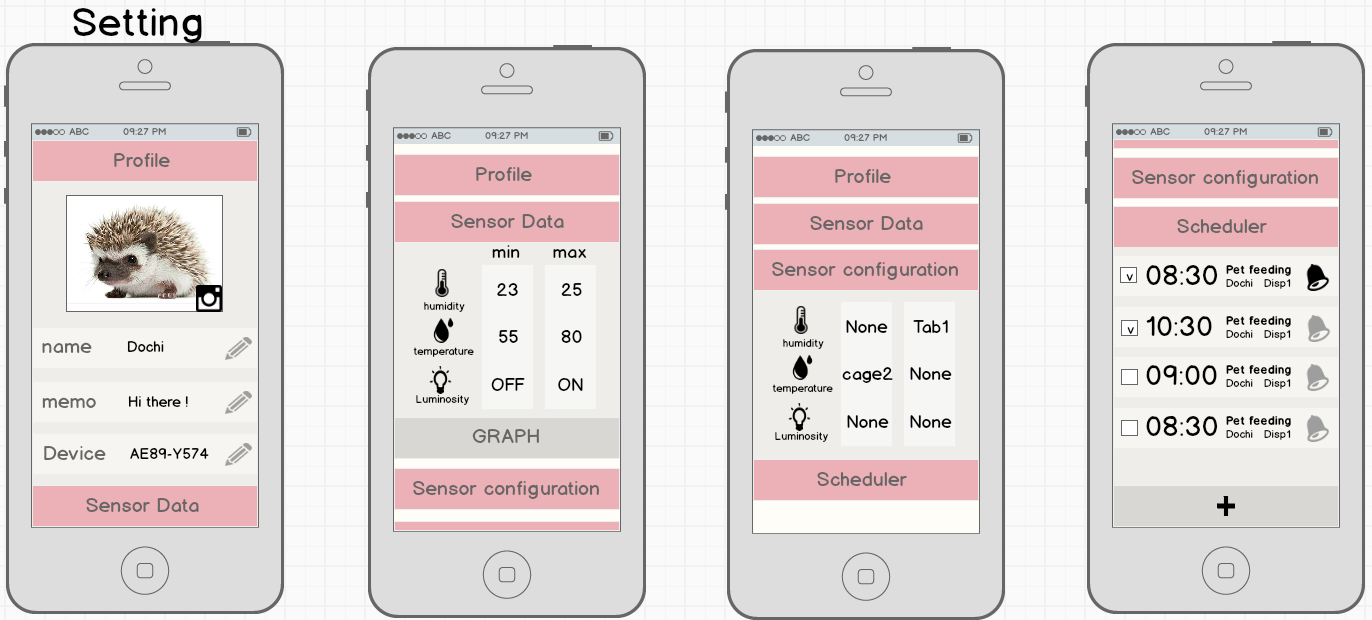 Setting
ABC 09:27 PM
Profile
name Dochi
memo Hi there !
Device AE89-Y574
Sensor Data
ABC 09:27 PM
Profile
Sensor Data
min max
humidity 23 25
temperature 55 80
Luminosity OFF ON
GRAPH
Sensor configuration
ABC 09:27 PM
Profile
Sensor Data
Sensor configuration
humidity None Tab1
temperature cage2 None
Luminosity None None
Scheduler
ABC 09:27 PM
Sensor configuration
Scheduler
v 08:30 Pet feeding
Dochi Disp1
v 10:30 Pet feeding
Dochi Disp1
09:00 Pet feeding
Dochi Disp1
08:30 Pet feeding
Dochi Disp1
+